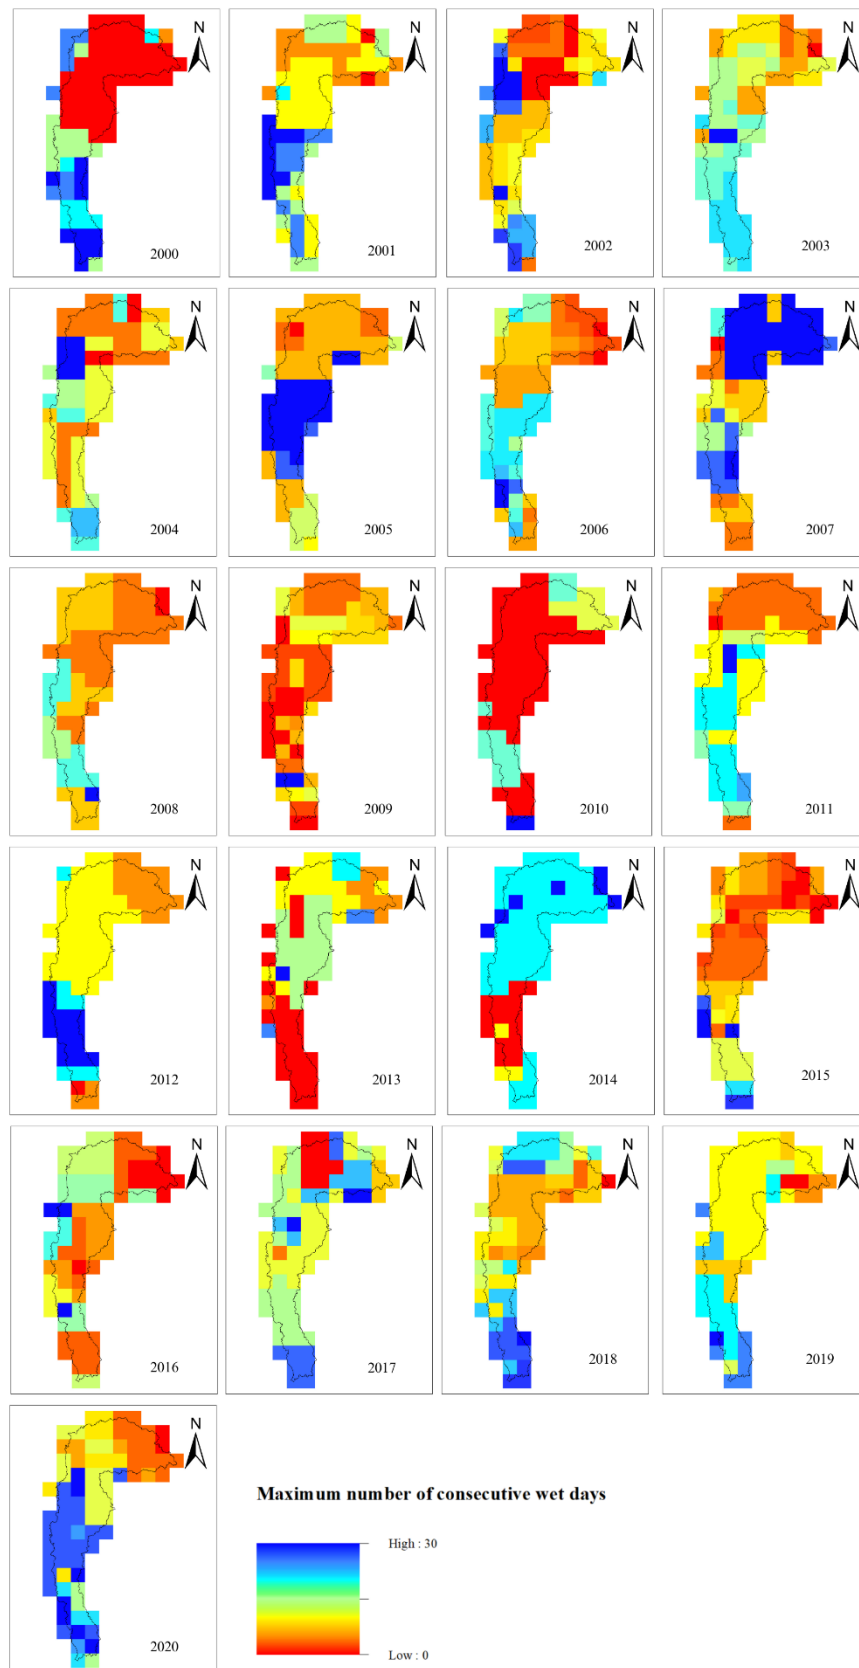 N N N N
2000 2001 2002 2003
N N N N
2004 2005 2006 2007
N N N N
2008 2009 2010 2011
N N N N
2012 2013 2014 2015
N N N N
2016 2017 2018 2019
N
Maximum number of consecutive wet days
High : 30
2020
Low : 0